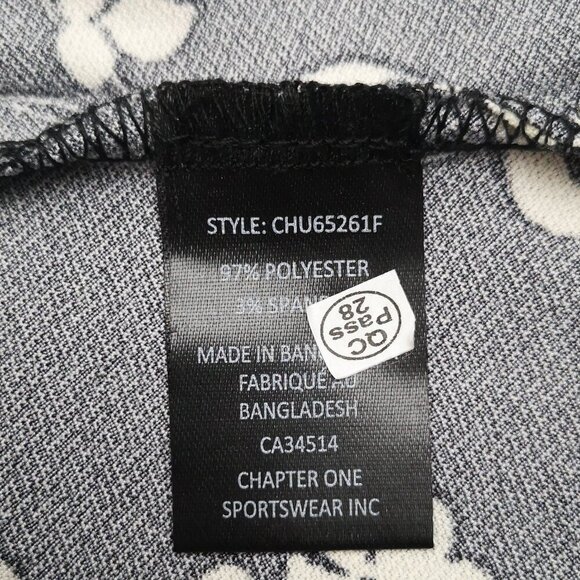 STYLE: CHU65261F
97% POLYESTER
3% SPAN
QC
Pass
28
MADE IN BAN
FABRIQUE AU
BANGLADESH
CA34514
CHAPTER ONE
SPORTSWEAR INC